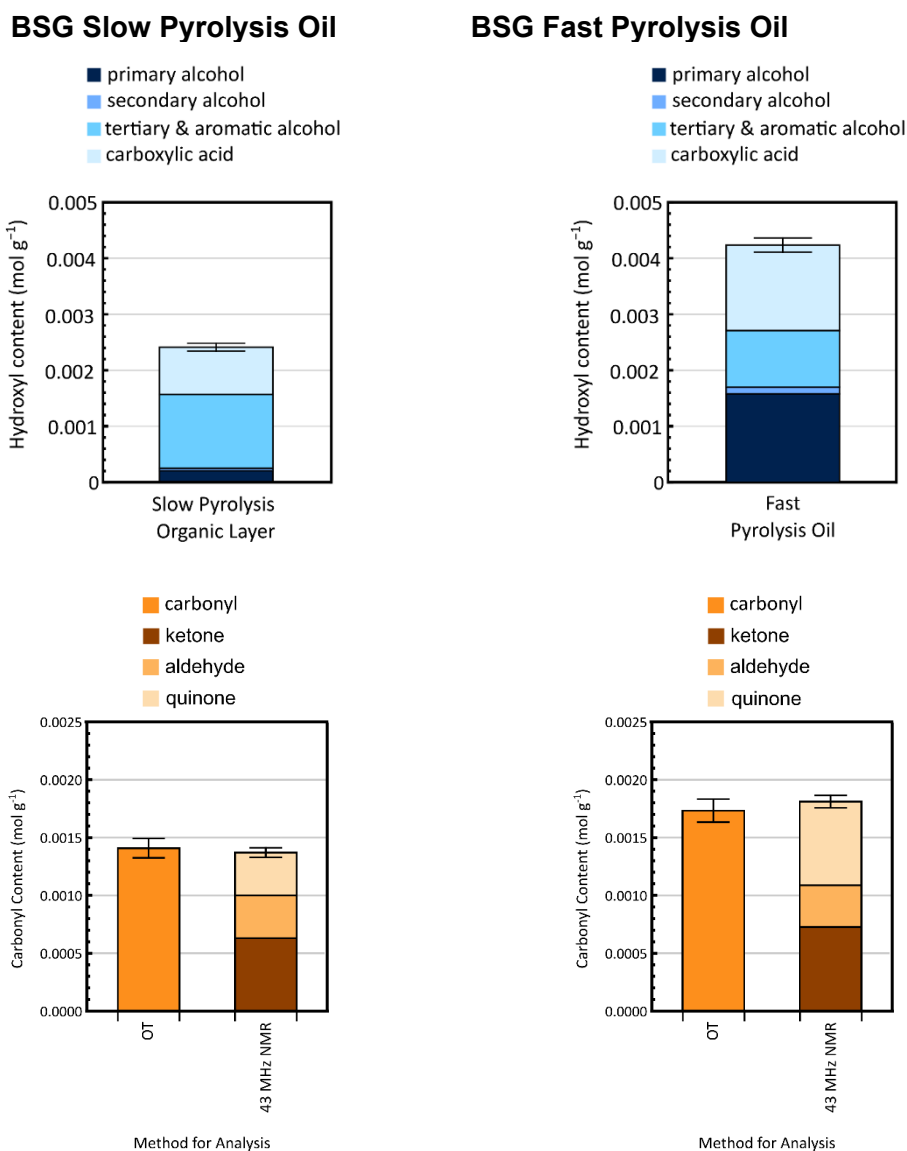 BSG Slow Pyrolysis Oil
primary alcohol
secondary alcohol
tertiary & aromatic alcohol
carboxylic acid
Hydroxyl content (mol g⁻¹)
0.005
0.004
0.003
0.002
0.001
0
Slow Pyrolysis
Organic Layer
carbonyl
ketone
aldehyde
quinone
Carbonyl Content (mol g⁻¹)
0.0025
0.0020
0.0015
0.0010
0.0005
0.0000
OT
43 MHz NMR
Method for Analysis
BSG Fast Pyrolysis Oil
primary alcohol
secondary alcohol
tertiary & aromatic alcohol
carboxylic acid
Hydroxyl content (mol g⁻¹)
0.005
0.004
0.003
0.002
0.001
0
Fast
Pyrolysis Oil
carbonyl
ketone
aldehyde
quinone
Carbonyl Content (mol g⁻¹)
0.0025
0.0020
0.0015
0.0010
0.0005
0.0000
OT
43 MHz NMR
Method for Analysis